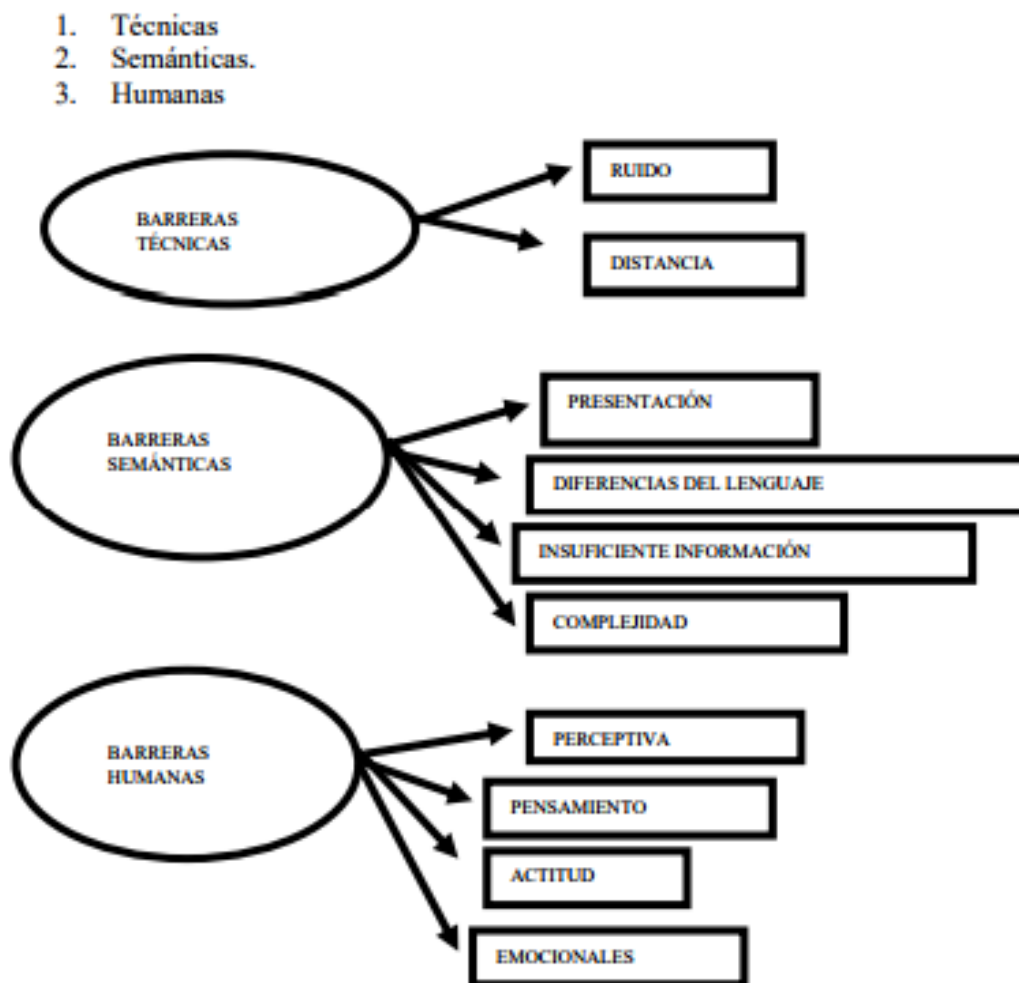 1. Técnicas
2. Semánticas.
3. Humanas
RUIDO
BARRERAS
TÉCNICAS
DISTANCIA
PRESENTACIÓN
BARRERAS
SEMÁNTICAS
DIFERENCIAS DEL LENGUAJE
INSUFICIENTE INFORMACIÓN
COMPLEJIDAD
BARRERAS
HUMANAS
PERCEPTIVA
PENSAMIENTO
ACTITUD
EMOCIONALES